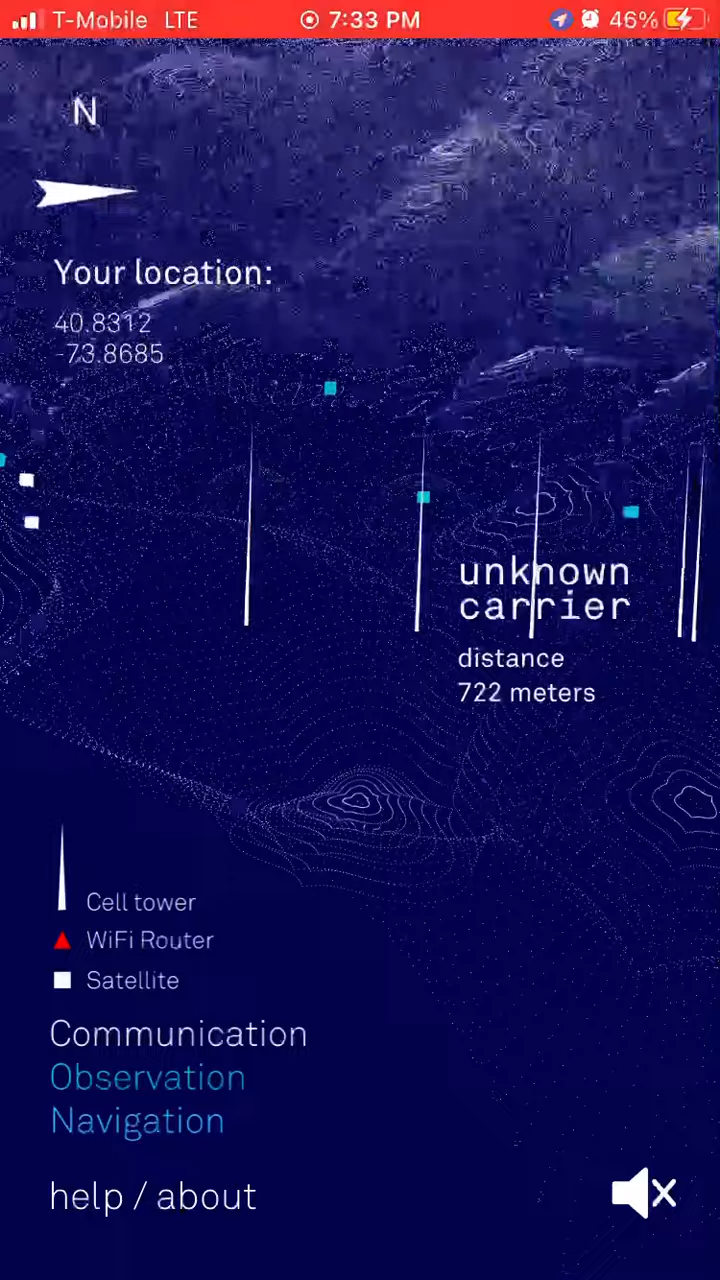 T-Mobile LTE 7:33 PM 46%
N
Your location:
40.8312
-73.8685
unknown
carrier
distance
722 meters
Cell tower
WiFi Router
Satellite
Communication
Observation
Navigation
help / about